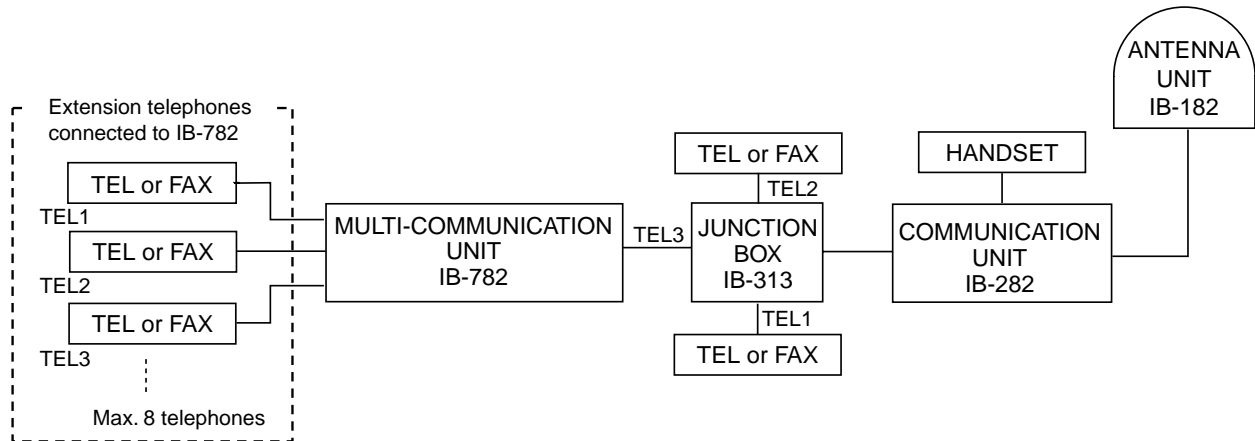 Extension telephones
connected to IB-782
TEL or FAX
TEL1
TEL or FAX
TEL2
TEL or FAX
TEL3
Max. 8 telephones
MULTI-COMMUNICATION
UNIT
IB-782
TEL3
TEL or FAX
TEL2
JUNCTION
BOX
IB-313
TEL1
TEL or FAX
HANDSET
COMMUNICATION
UNIT
IB-282
ANTENNA
UNIT
IB-182